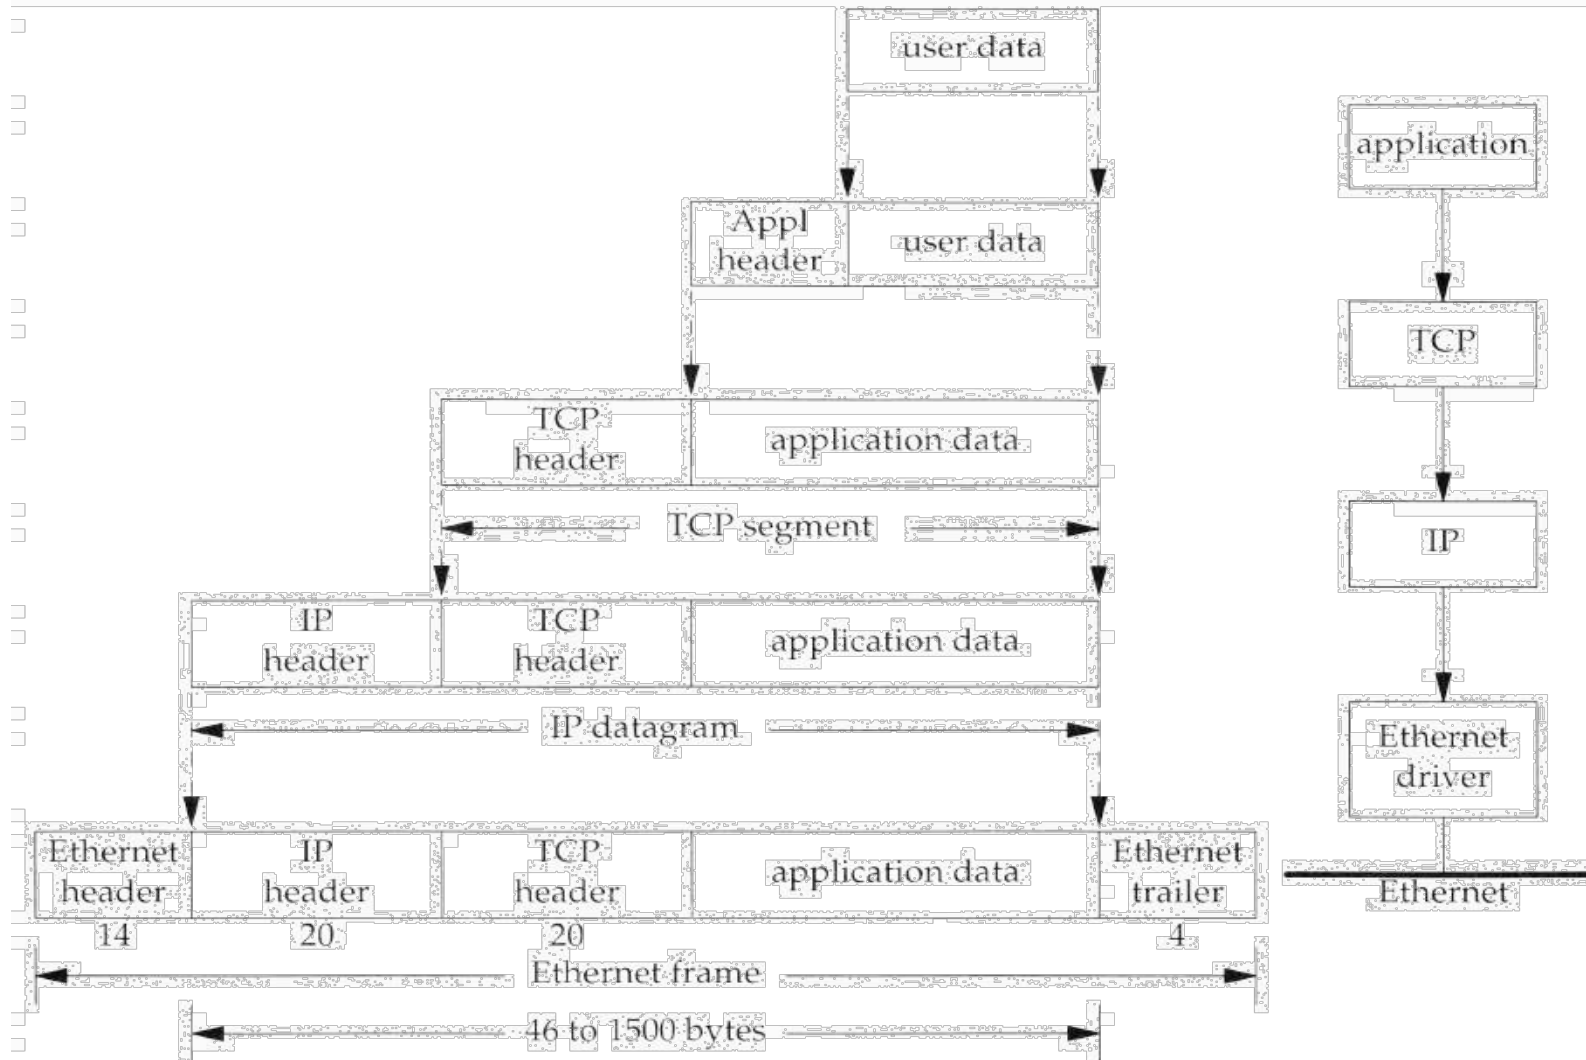 user data
application
Appl
header
user data
TCP
TCP
header
application data
TCP segment
IP
IP
header
TCP
header
application data
IP datagram
Ethernet
driver
Ethernet
header
IP
header
TCP
header
application data
Ethernet
trailer
Ethernet
14
20
20
4
Ethernet frame
46 to 1500 bytes